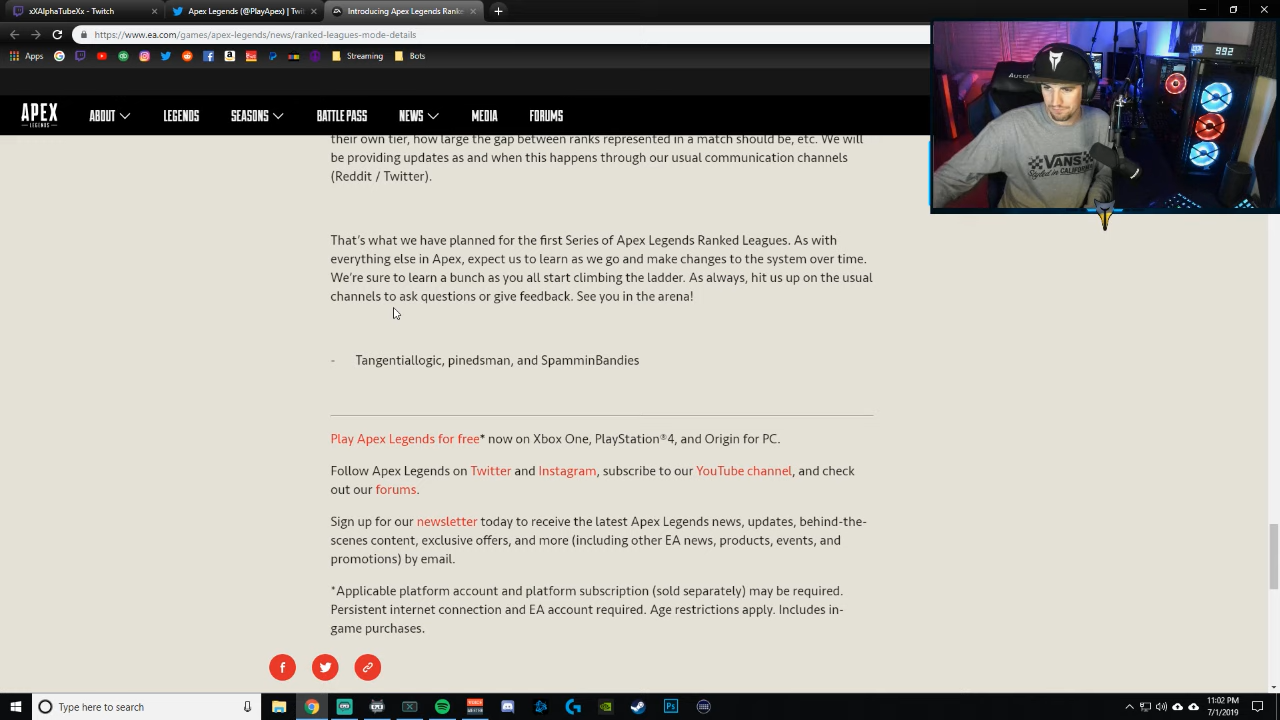 xXAlphaTubeXx - Twitch
Apex Legends (@PlayApex) | Twit
Introducing Apex Legends Ranke
https://www.ea.com/games/apex-legends/news/ranked-leagues-mode-details
Apps
Streaming
Bots
992
APEX
LEGENDS
ABOUT
LEGENDS
SEASONS
BATTLE PASS
NEWS
MEDIA
FORUMS
VANS
Styled in CALIFORNIA
their own tier, how large the gap between ranks represented in a match should be, etc. We will
be providing updates as and when this happens through our usual communication channels
(Reddit / Twitter).
That’s what we have planned for the first Series of Apex Legends Ranked Leagues. As with
everything else in Apex, expect us to learn as we go and make changes to the system over time.
We’re sure to learn a bunch as you all start climbing the ladder. As always, hit us up on the usual
channels to ask questions or give feedback. See you in the arena!
- Tangentiallogic, pinedsman, and SpamminBandies
Play Apex Legends for free* now on Xbox One, PlayStation®4, and Origin for PC.
Follow Apex Legends on Twitter and Instagram, subscribe to our YouTube channel, and check
out our forums.
Sign up for our newsletter today to receive the latest Apex Legends news, updates, behind-the-
scenes content, exclusive offers, and more (including other EA news, products, events, and
promotions) by email.
*Applicable platform account and platform subscription (sold separately) may be required.
Persistent internet connection and EA account required. Age restrictions apply. Includes in-
game purchases.
Type here to search
11:02 PM
7/1/2019